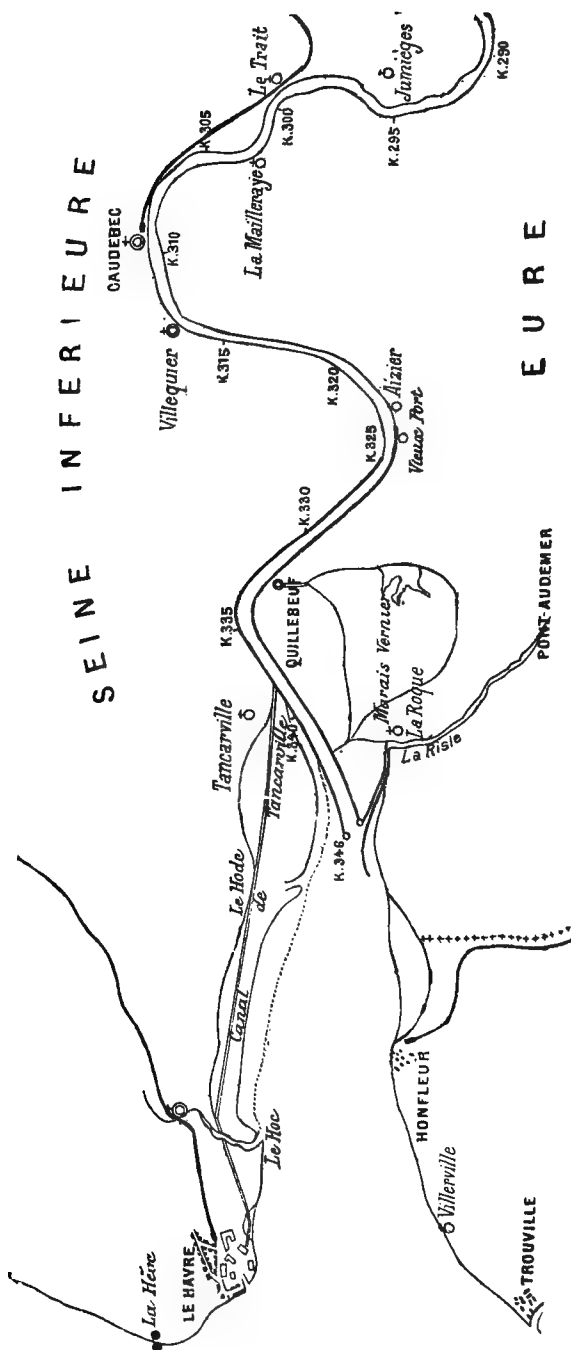 SEINE INFERIEURE
EURE
La Hève
LE HAVRE
Le Hoc
Canal
de
Tancarville
Le Hode
Tancarville
K.335
K.340
K.346
QUILLEBEUF
K.330
K.325
Vieux Port
Aizier
K.320
K.315
Villequier
K.310
CAUDEBEC
K.305
La Mailleraye
Le Trait
K.300
K.295
Jumièges
K.290
Marais Vernier
La Roque
La Risle
PONT-AUDEMER
HONFLEUR
Villerville
TROUVILLE